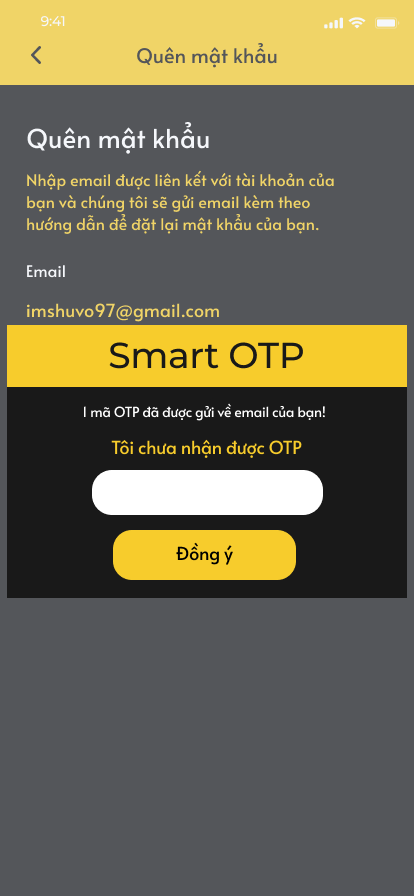 9:41
Quên mật khẩu
Quên mật khẩu
Nhập email được liên kết với tài khoản của
bạn và chúng tôi sẽ gửi email kèm theo
hướng dẫn để đặt lại mật khẩu của bạn.
Email
imshuvo97@gmail.com
Smart OTP
1 mã OTP đã được gửi về email của bạn!
Tôi chưa nhận được OTP
Đồng ý